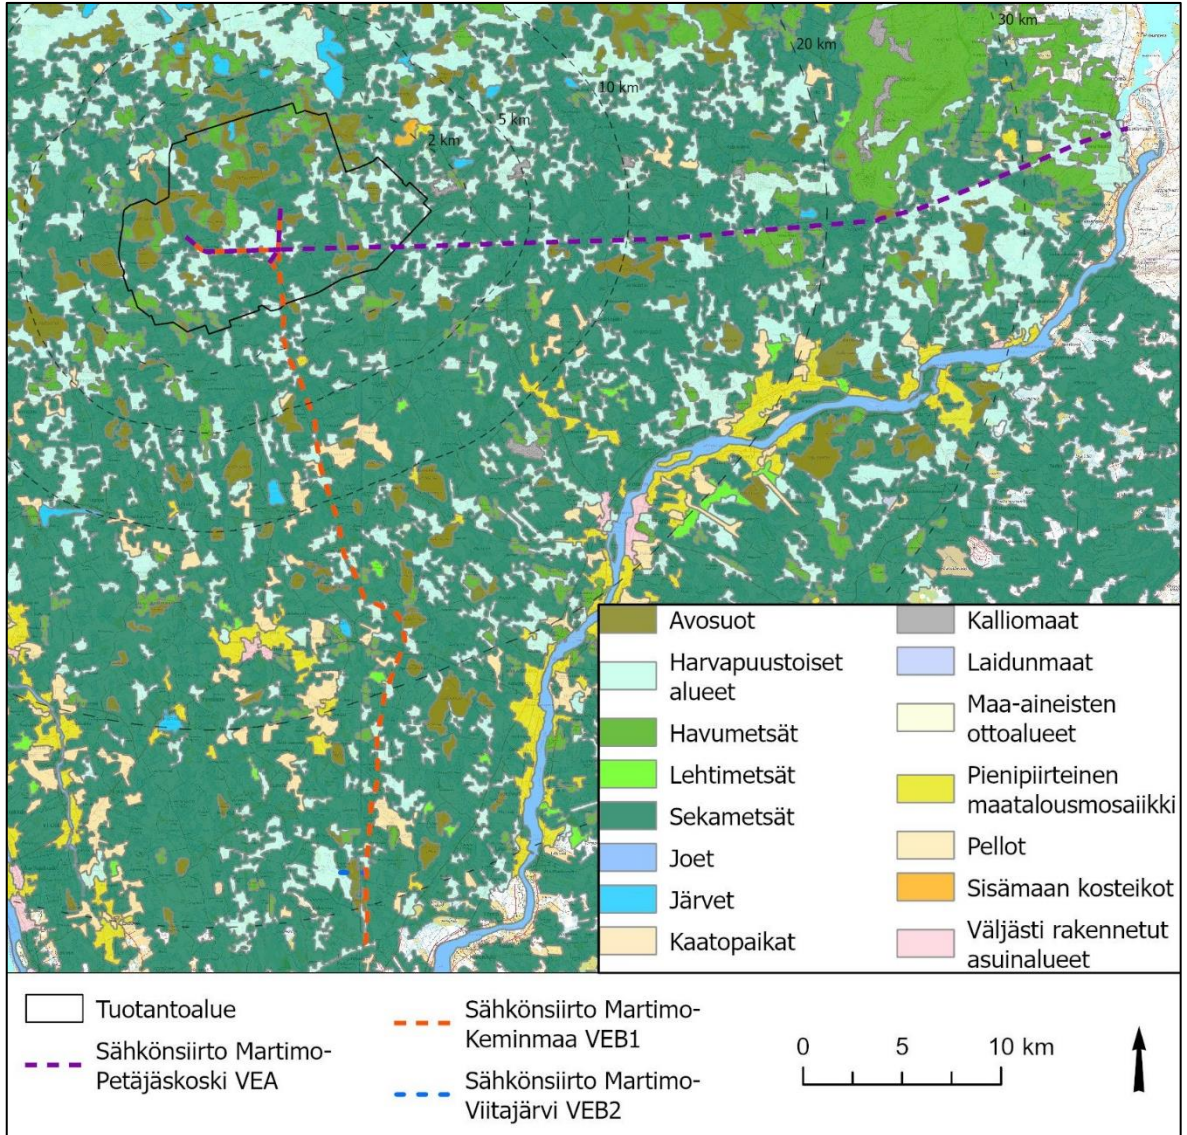 30 km
20 km
10 km
5 km
2 km
Avosuot
Harvapuustoiset
alueet
Havumetsät
Lehtimetsät
Sekametsät
Joet
Järvet
Kaatopaikat
Kalliomaat
Laidunmaat
Maa-aineisten
ottoalueet
Pienipiirteinen
maatalousmosaiikki
Pellot
Sisämaan kosteikot
Väljästi rakennetut
asuinalueet
Tuotantoalue
Sähkönsiirto Martimo-
Petäjäskoski VEA
Sähkönsiirto Martimo-
Keminmaa VEB1
Sähkönsiirto Martimo-
Viitajärvi VEB2
0 5 10 km